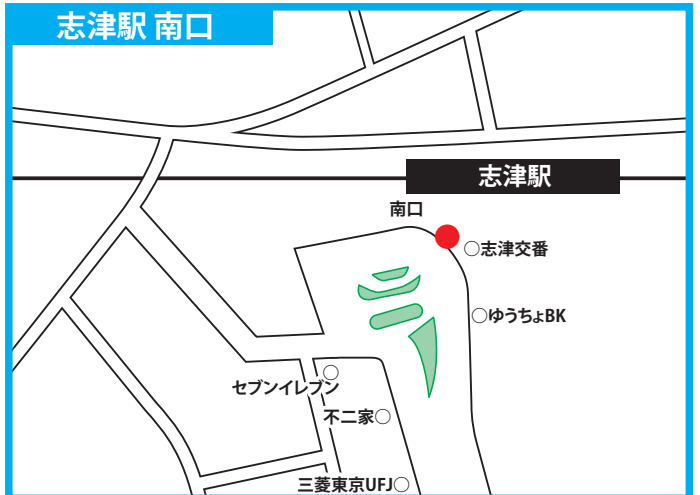 志津駅 南口
志津駅
南口
○志津交番
○ゆうちょBK
セブンイレブン○
不二家○
三菱東京UFJ○